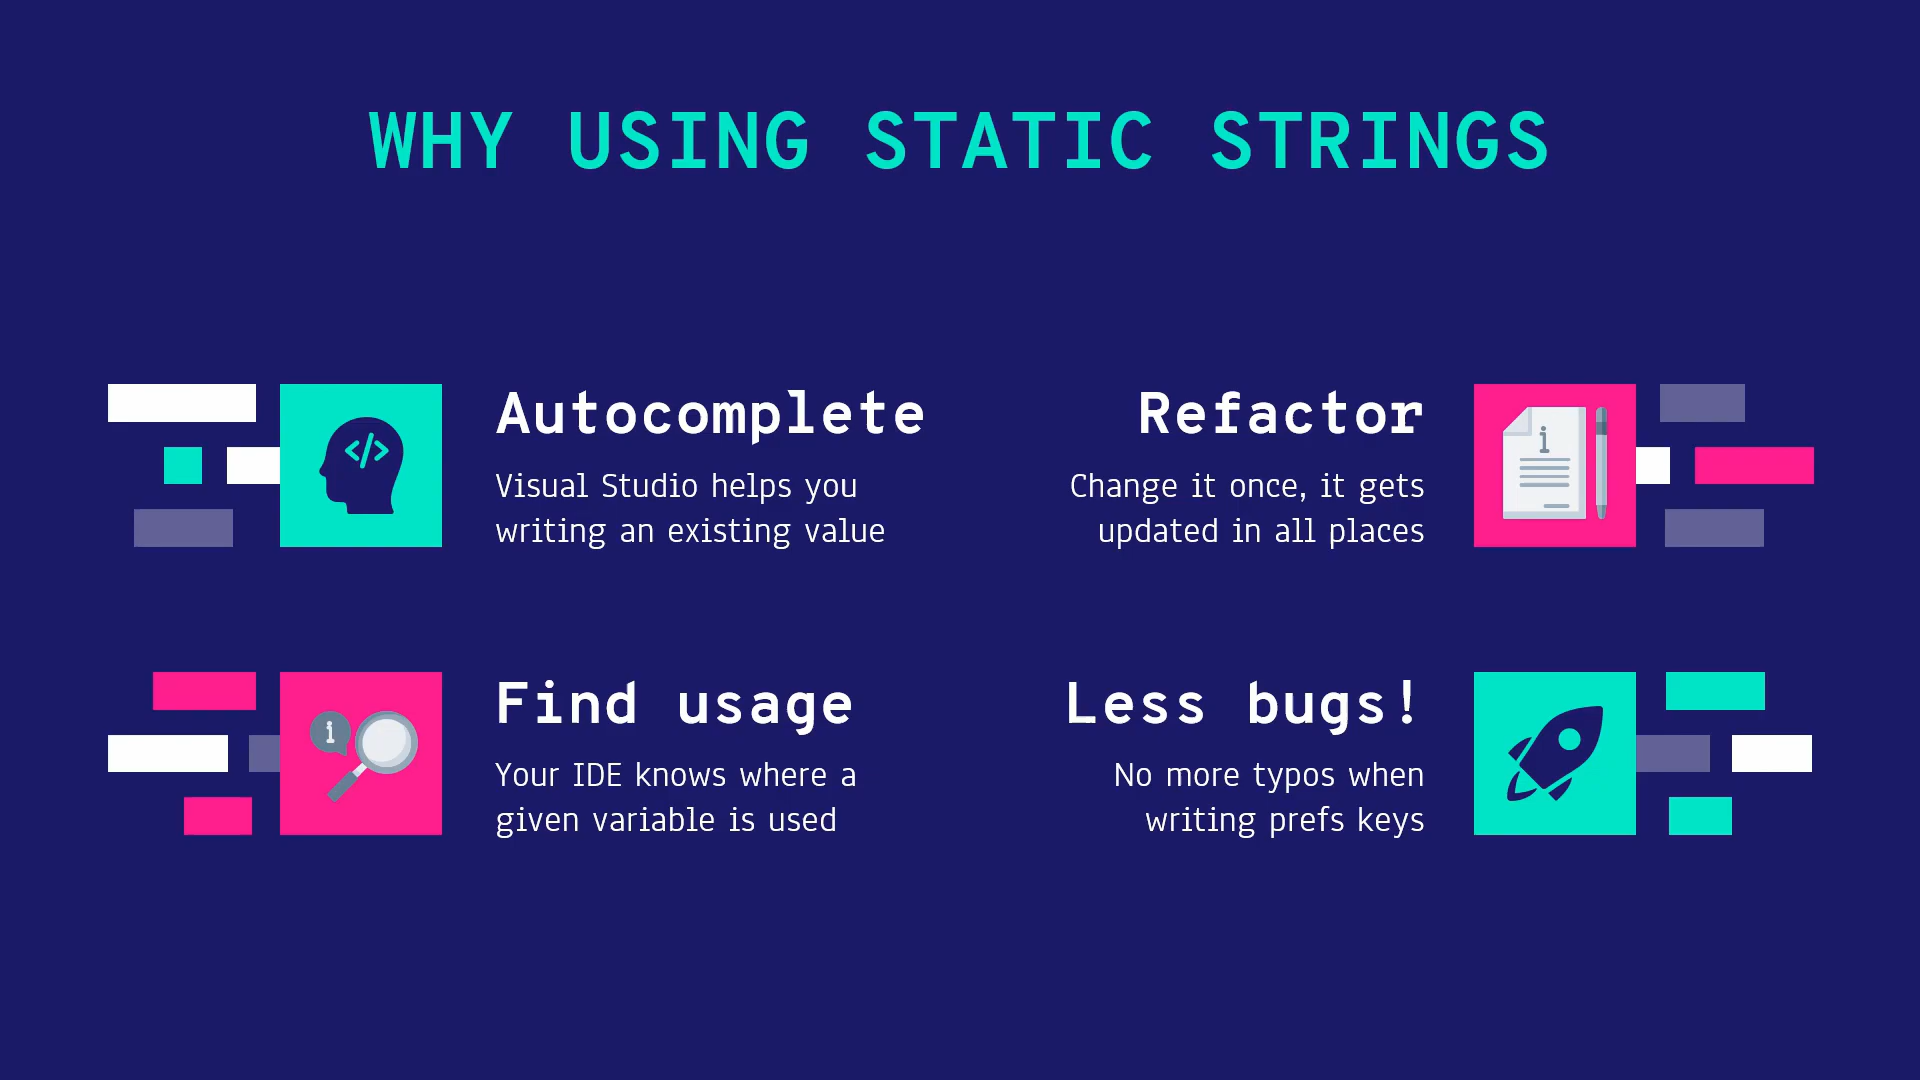 WHY USING STATIC STRINGS
Autocomplete
Visual Studio helps you
writing an existing value
Refactor
Change it once, it gets
updated in all places
Find usage
Your IDE knows where a
given variable is used
Less bugs!
No more typos when
writing prefs keys